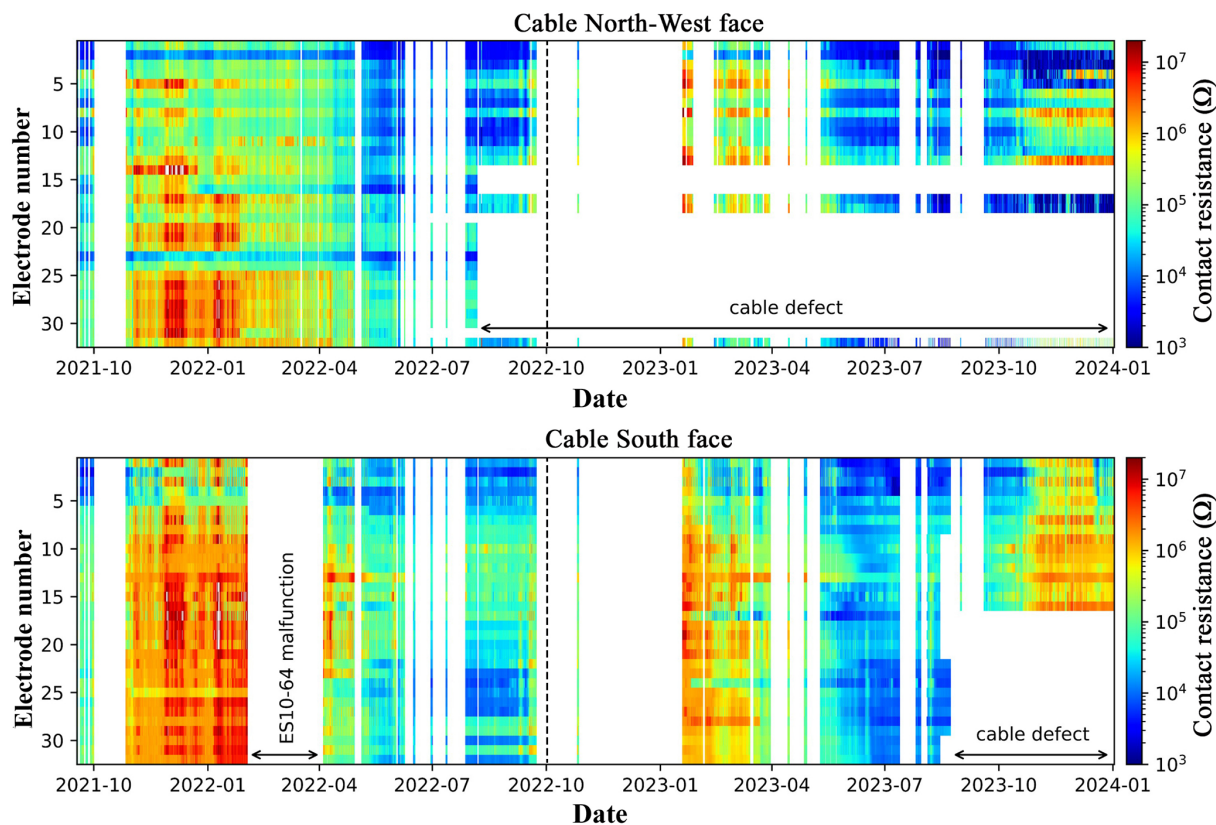 Cable North-West face
Electrode number
5
10
15
20
25
30
cable defect
2021-10 2022-01 2022-04 2022-07 2022-10 2023-01 2023-04 2023-07 2023-10 2024-01
Date
10⁷
10⁶
10⁵
10⁴
10³
Contact resistance (Ω)
Cable South face
Electrode number
5
10
15
20
25
30
ES10-64 malfunction
cable defect
2021-10 2022-01 2022-04 2022-07 2022-10 2023-01 2023-04 2023-07 2023-10 2024-01
Date
10⁷
10⁶
10⁵
10⁴
10³
Contact resistance (Ω)